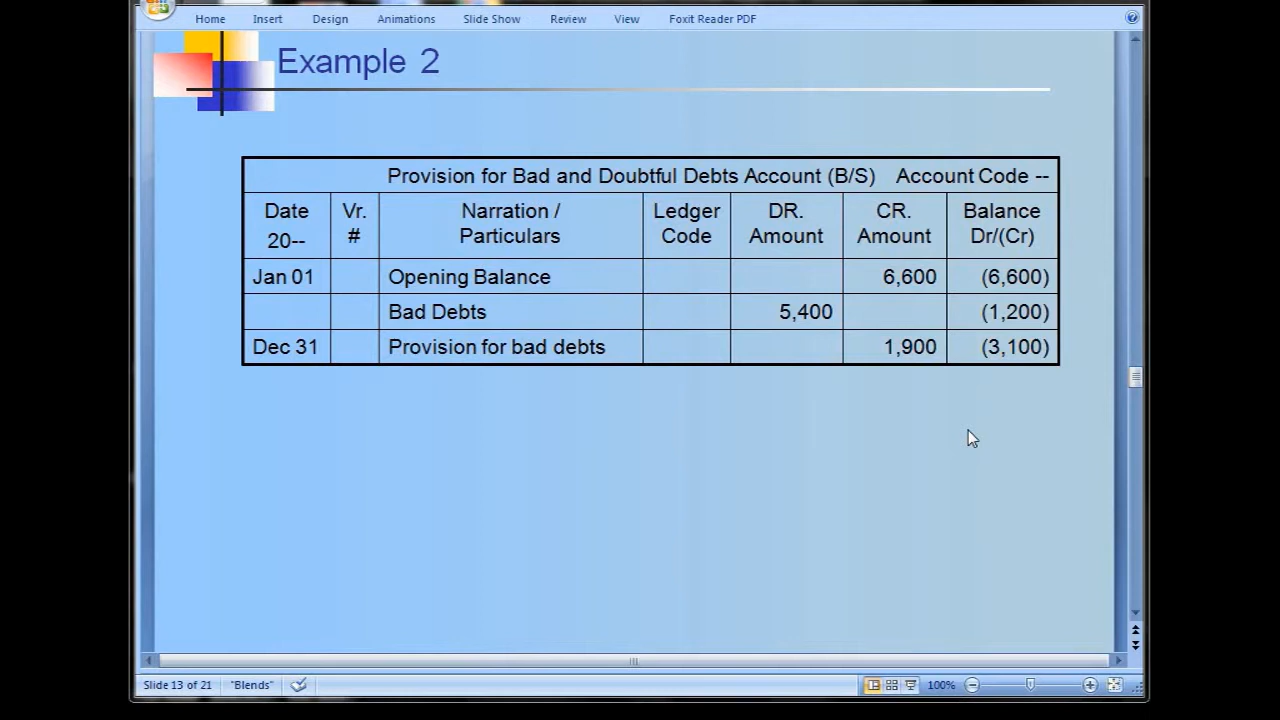 Home Insert Design Animations Slide Show Review View Foxit Reader PDF
Example 2
Provision for Bad and Doubtful Debts Account (B/S) Account Code --
Date 20-- Vr. # Narration / Particulars Ledger Code DR. Amount CR. Amount Balance Dr/(Cr)
Jan 01 Opening Balance 6,600 (6,600)
Bad Debts 5,400 (1,200)
Dec 31 Provision for bad debts 1,900 (3,100)
Slide 13 of 21 "Blends" 100%